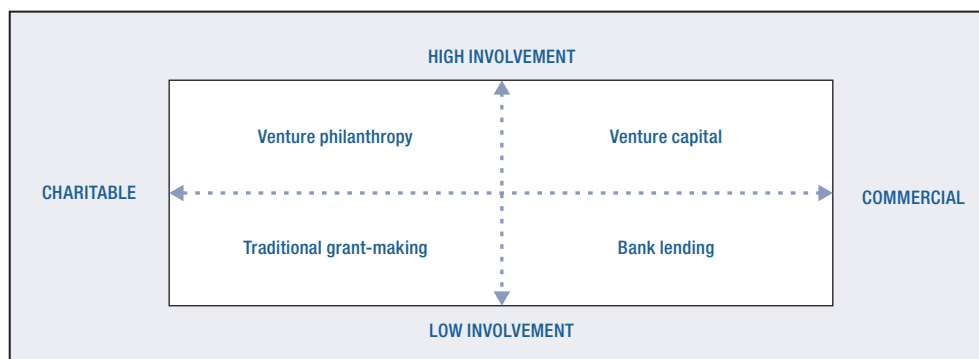 HIGH INVOLVEMENT
Venture philanthropy
Venture capital
CHARITABLE
COMMERCIAL
Traditional grant-making
Bank lending
LOW INVOLVEMENT